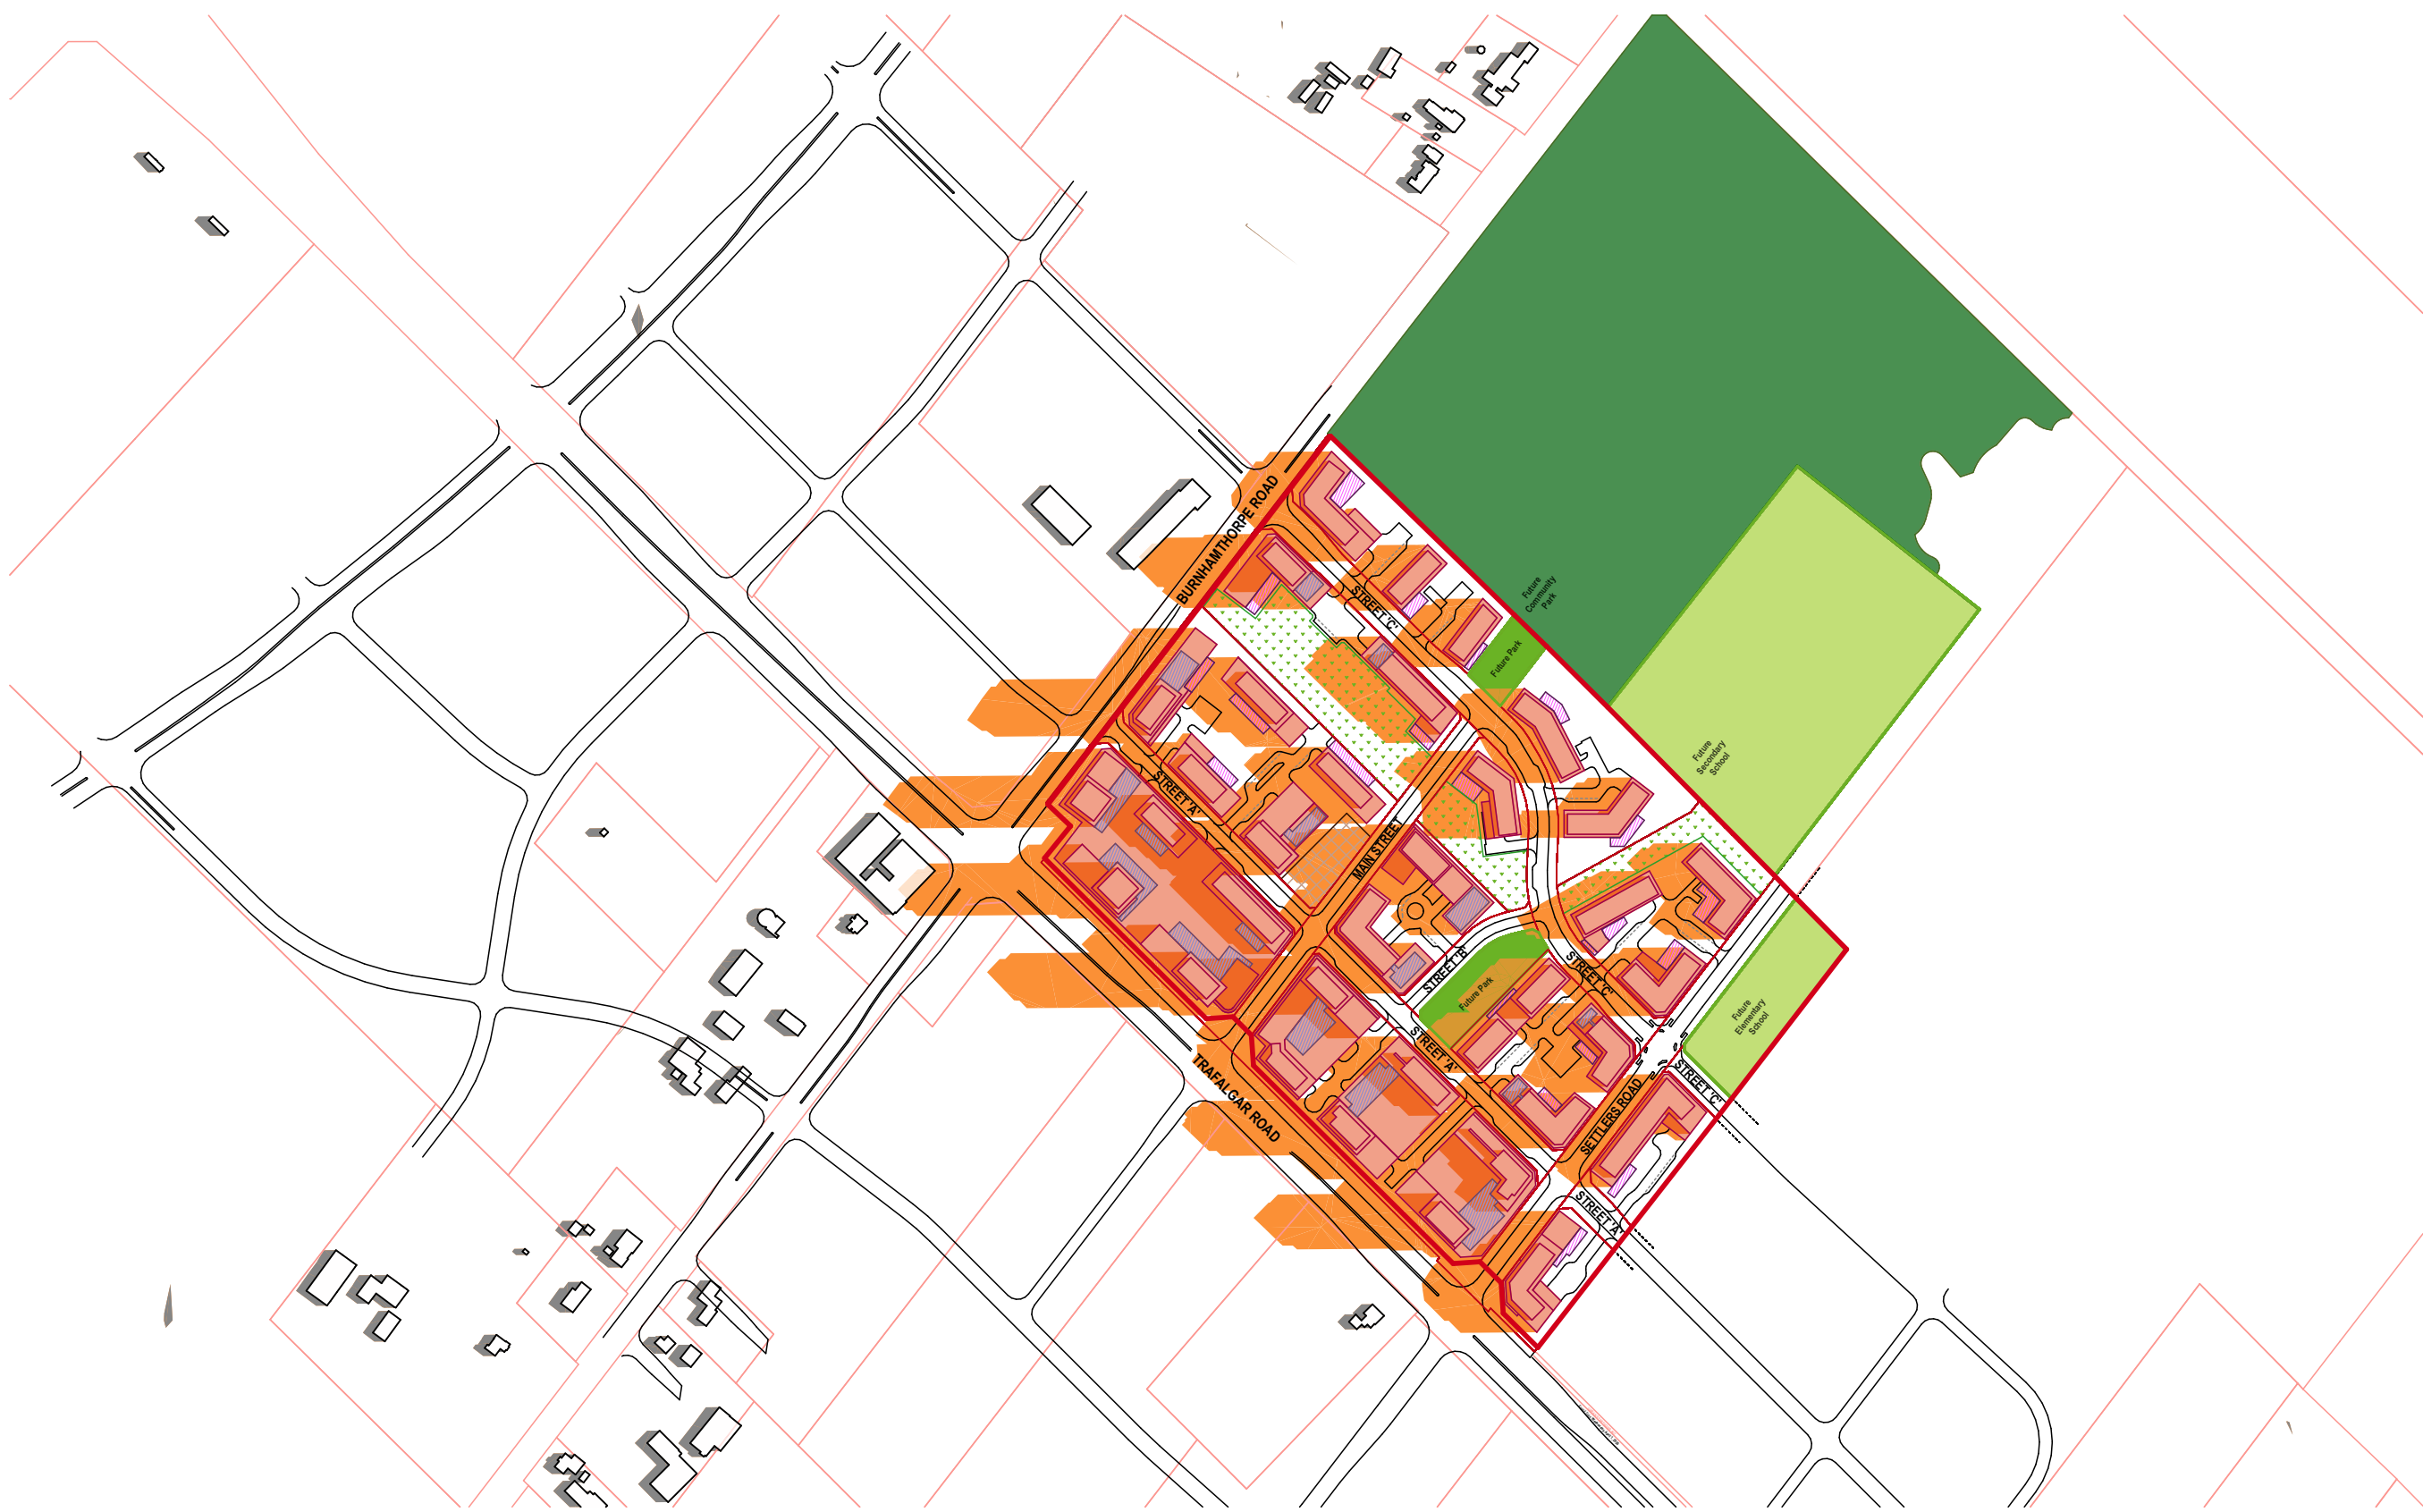 BURNHAMTHORPE ROAD
STREET 'C'
Future
Community
Park
Future Park
Future
Secondary
School
STREET 'A'
MAIN STREET
STREET 'B'
Future Park
STREET 'C'
Future
Elementary
School
STREET 'A'
TRAFALGAR ROAD
SETTLERS ROAD
STREET 'C'
STREET 'A'